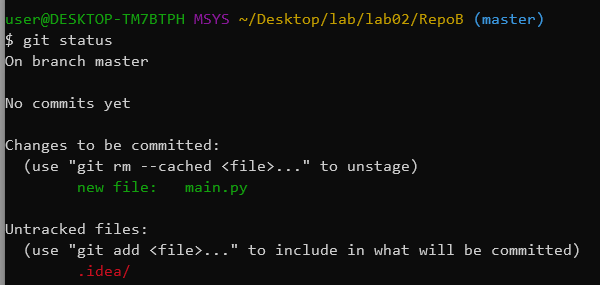 user@DESKTOP-TM7BTPH MSYS ~/Desktop/lab/lab02/RepoB (master)
$ git status
On branch master
No commits yet
Changes to be committed:
(use "git rm --cached <file>..." to unstage)
new file: main.py
Untracked files:
(use "git add <file>..." to include in what will be committed)
.idea/